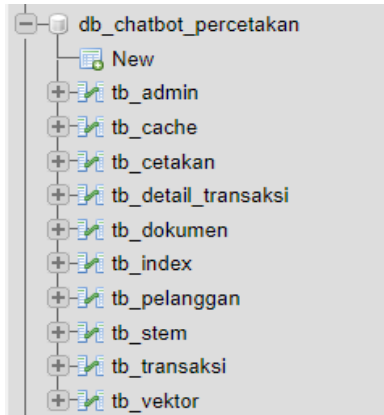 db_chatbot_percetakan
New
tb_admin
tb_cache
tb_cetakan
tb_detail_transaksi
tb_dokumen
tb_index
tb_pelanggan
tb_stem
tb_transaksi
tb_vektor